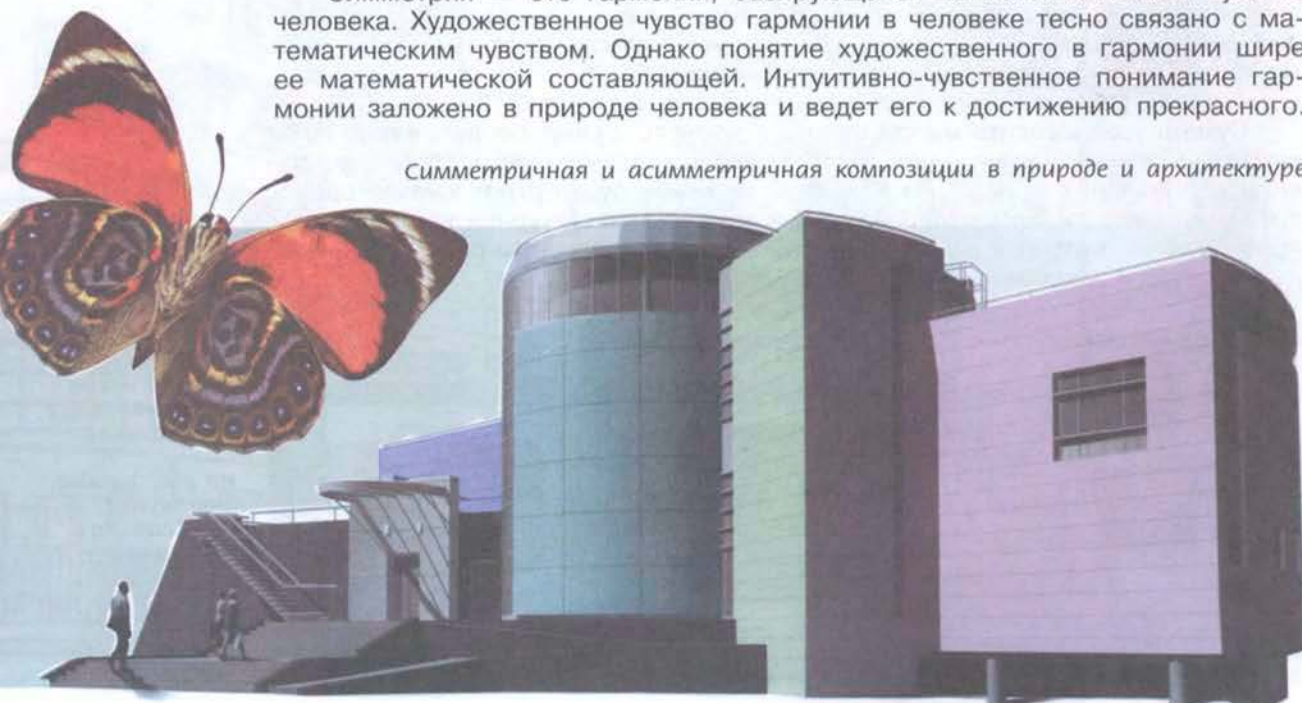 человека. Художественное чувство гармонии в человеке тесно связано с ма-
тематическим чувством. Однако понятие художественного в гармонии шире
ее математической составляющей. Интуитивно-чувственное понимание гар-
монии заложено в природе человека и ведет его к достижению прекрасного.
Симметричная и асимметричная композиции в природе и архитектуре